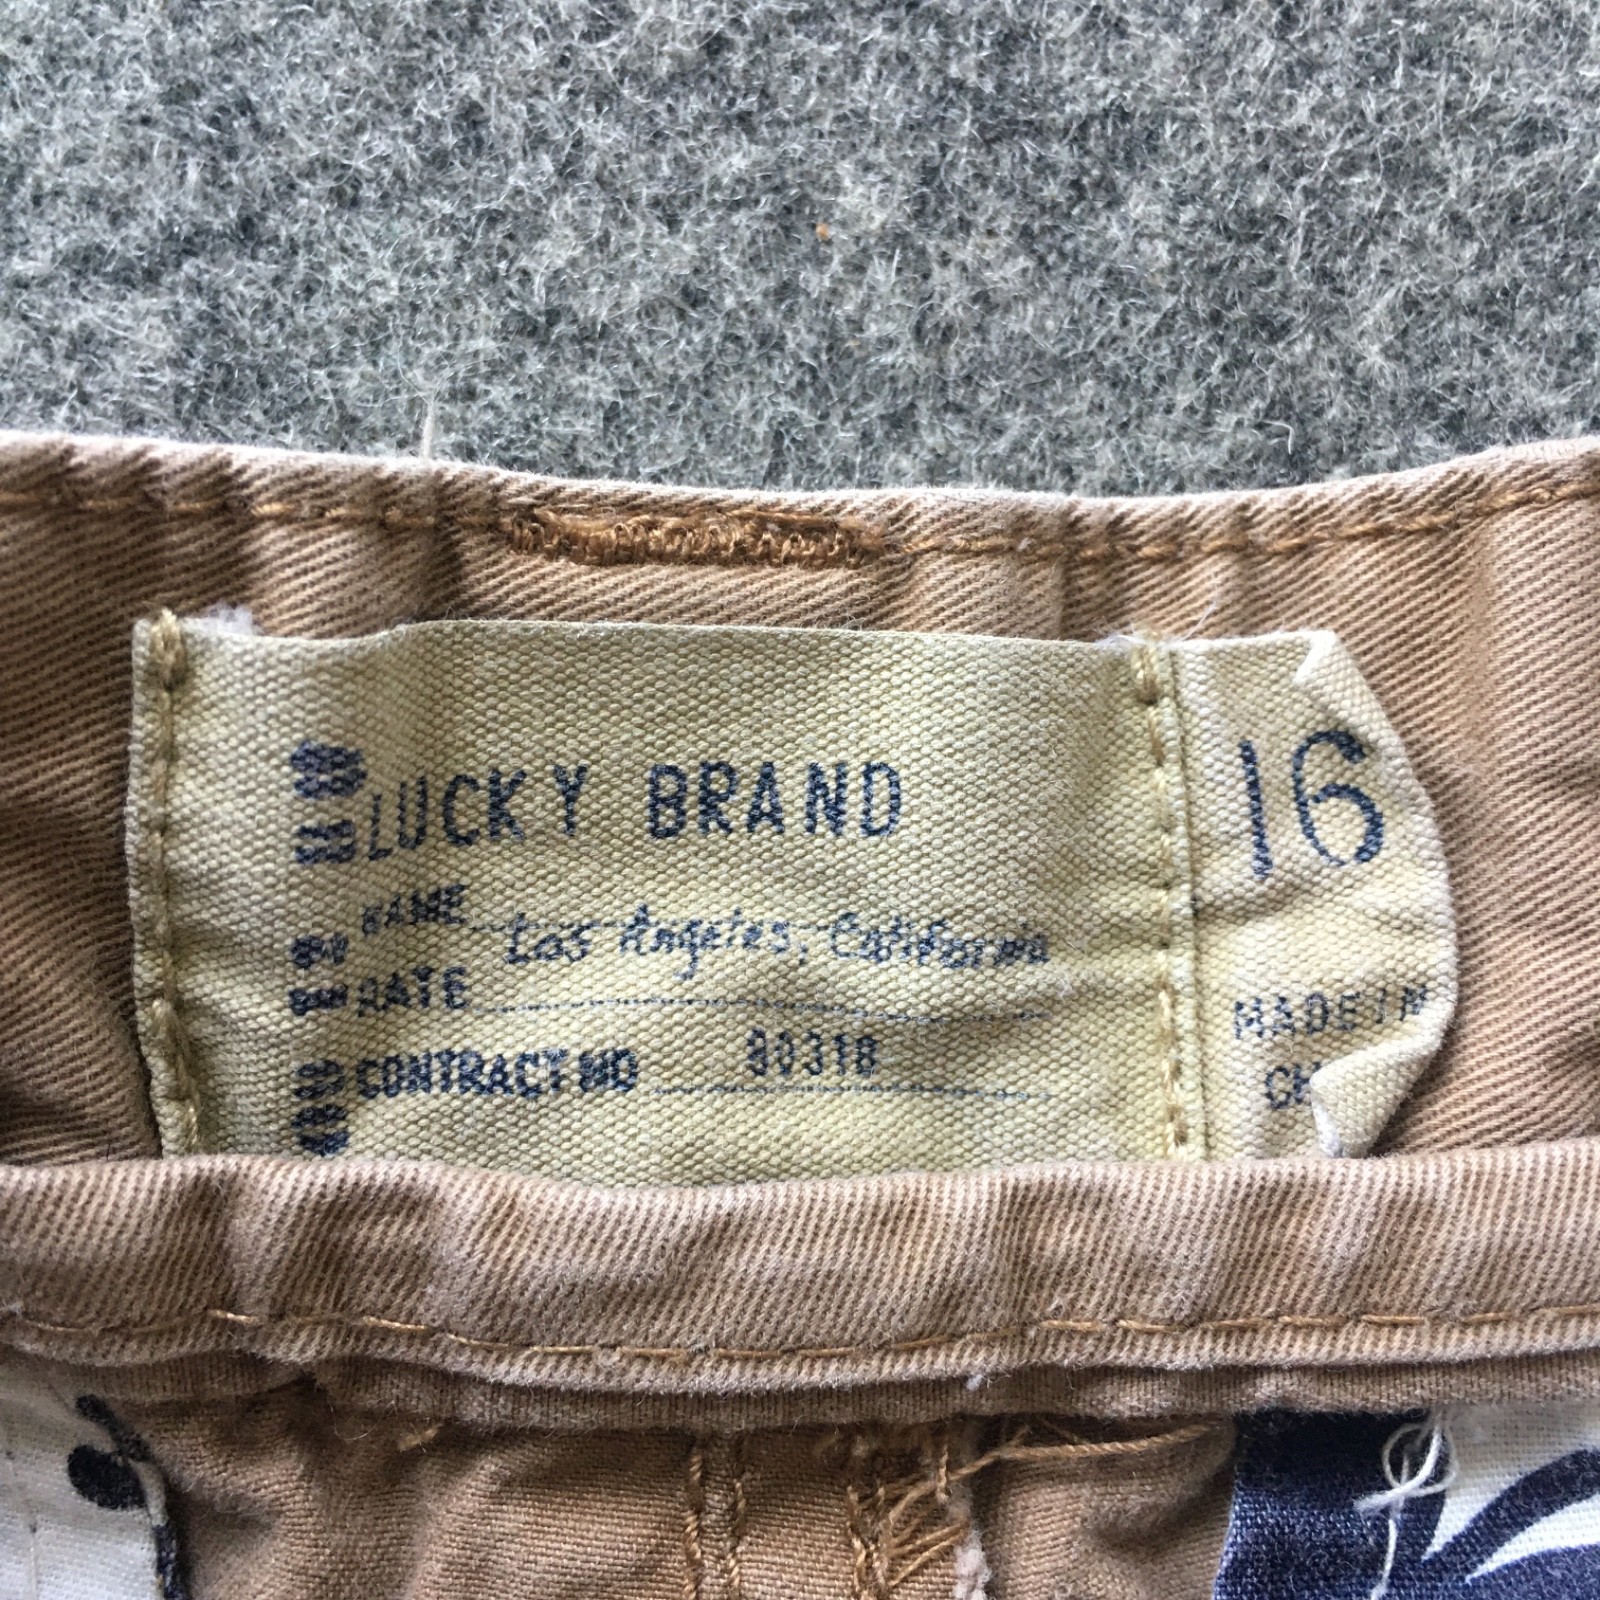 LUCKY BRAND
NAME Los Angeles, California
RATE
CONTRACT NO 80318
16
MADE IN